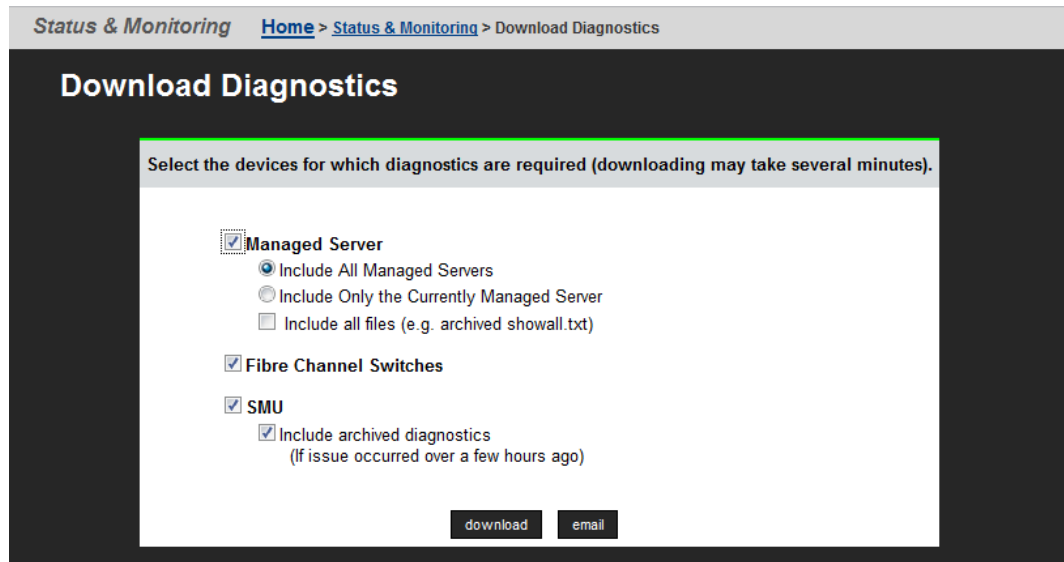 Status & Monitoring Home > Status & Monitoring > Download Diagnostics
Download Diagnostics
Select the devices for which diagnostics are required (downloading may take several minutes).
Managed Server
Include All Managed Servers
Include Only the Currently Managed Server
Include all files (e.g. archived showall.txt)
Fibre Channel Switches
SMU
Include archived diagnostics
(If issue occurred over a few hours ago)
download email